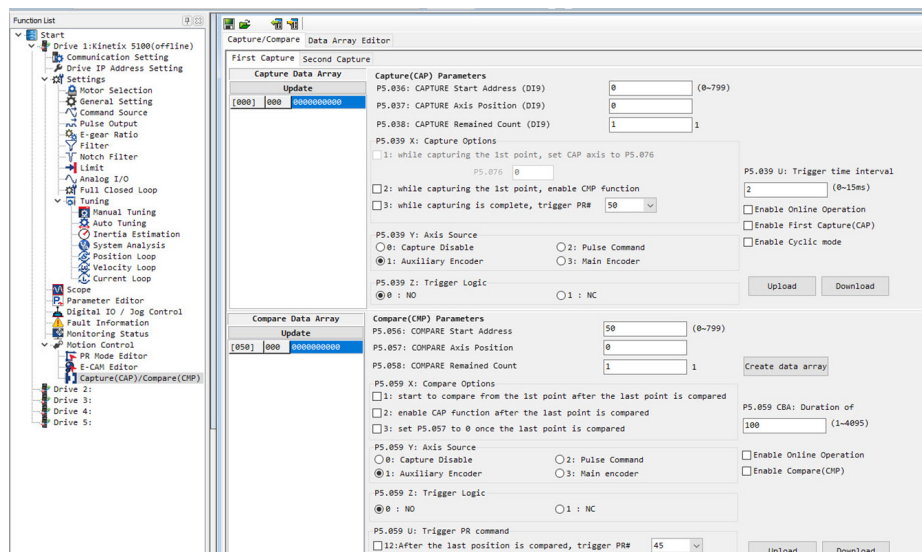 Function List
Start
Drive 1:Kinetix 5100(offline)
Communication Setting
Drive IP Address Setting
Settings
Motor Selection
General Setting
Command Source
Pulse Output
E-gear Ratio
Filter
Notch Filter
Limit
Analog I/O
Full Closed Loop
Tuning
Manual Tuning
Auto Tuning
Inertia Estimation
System Analysis
Position Loop
Velocity Loop
Current Loop
Scope
Parameter Editor
Digital IO / Jog Control
Fault Information
Monitoring Status
Motion Control
PR Mode Editor
E-CAM Editor
Capture(CAP)/Compare(CMP)
Drive 2:
Drive 3:
Drive 4:
Drive 5:
Capture/Compare Data Array Editor
First Capture Second Capture
Capture Data Array
Update
[000] 000 0000000000
Capture(CAP) Parameters
P5.036: CAPTURE Start Address (DI9) 0 (0~799)
P5.037: CAPTURE Axis Position (DI9) 0
P5.038: CAPTURE Remained Count (DI9) 1 1
P5.039 X: Capture Options
1: while capturing the 1st point, set CAP axis to P5.076
P5.076 0
2: while capturing the 1st point, enable CMP function
3: while capturing is complete, trigger PR# 50
P5.039 Y: Axis Source
0: Capture Disable 2: Pulse Command
1: Auxiliary Encoder 3: Main Encoder
P5.039 Z: Trigger Logic
0 : NO 1 : NC
P5.039 U: Trigger time interval
2 (0~15ms)
Enable Online Operation
Enable First Capture(CAP)
Enable Cyclic mode
Upload Download
Compare Data Array
Update
[050] 000 0000000000
Compare(CMP) Parameters
P5.056: COMPARE Start Address 50 (0~799)
P5.057: COMPARE Axis Position 0
P5.058: COMPARE Remained Count 1 1
Create data array
P5.059 X: Compare Options
1: start to compare from the 1st point after the last point is compared
2: enable CAP function after the last point is compared
3: set P5.057 to 0 once the last point is compared
P5.059 CBA: Duration of
100 (1~4095)
P5.059 Y: Axis Source
0: Capture Disable 2: Pulse Command
1: Auxiliary Encoder 3: Main encoder
Enable Online Operation
Enable Compare(CMP)
P5.059 Z: Trigger Logic
0 : NO 1 : NC
P5.059 U: Trigger PR command
12:After the last position is compared, trigger PR# 45
Upload Download